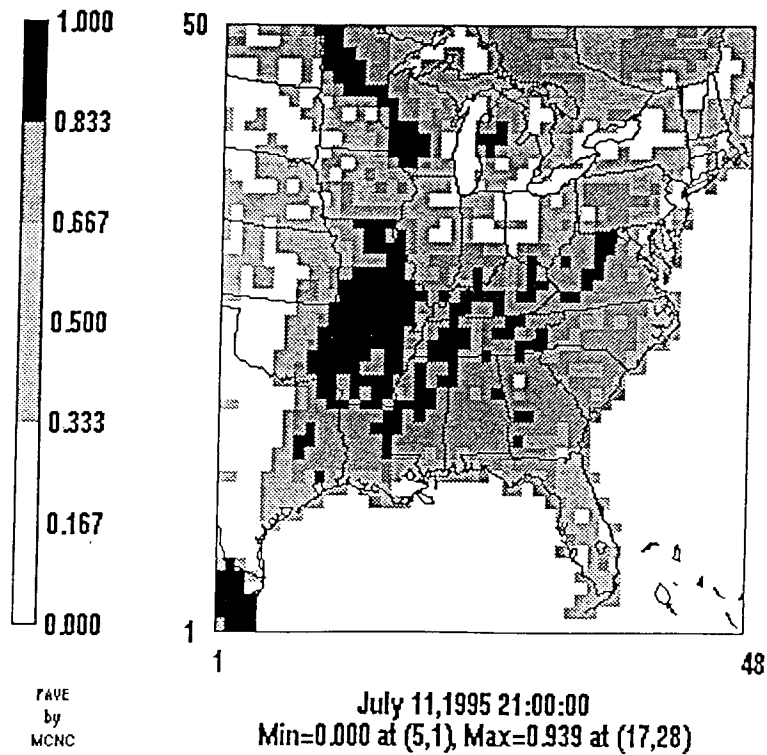 1.000
0.833
0.667
0.500
0.333
0.167
0.000
50
1
1
48
PAVE
by
MCNC
July 11,1995 21:00:00
Min=0.000 at (5,1), Max=0.939 at (17,28)